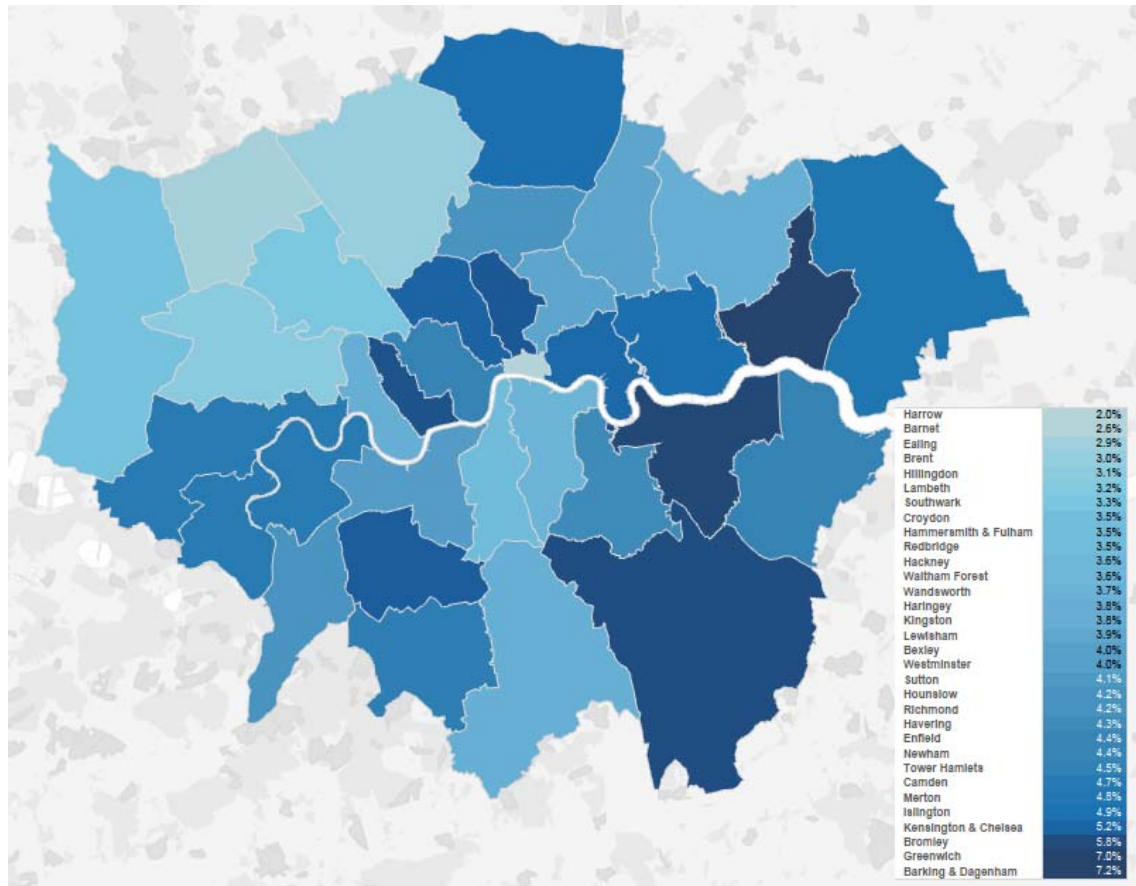 Harrow 2.0%
Barnet 2.6%
Ealing 2.9%
Brent 3.0%
Hillingdon 3.1%
Lambeth 3.2%
Southwark 3.3%
Croydon 3.5%
Hammersmith & Fulham 3.5%
Redbridge 3.5%
Hackney 3.6%
Waltham Forest 3.6%
Wandsworth 3.6%
Haringey 3.8%
Kingston 3.8%
Lewisham 3.9%
Bexley 4.0%
Westminster 4.0%
Sutton 4.1%
Hounslow 4.2%
Richmond 4.2%
Havering 4.3%
Enfield 4.4%
Newham 4.4%
Tower Hamlets 4.5%
Camden 4.7%
Merton 4.8%
Islington 4.9%
Kensington & Chelsea 5.2%
Bromley 5.8%
Greenwich 7.0%
Barking & Dagenham 7.2%